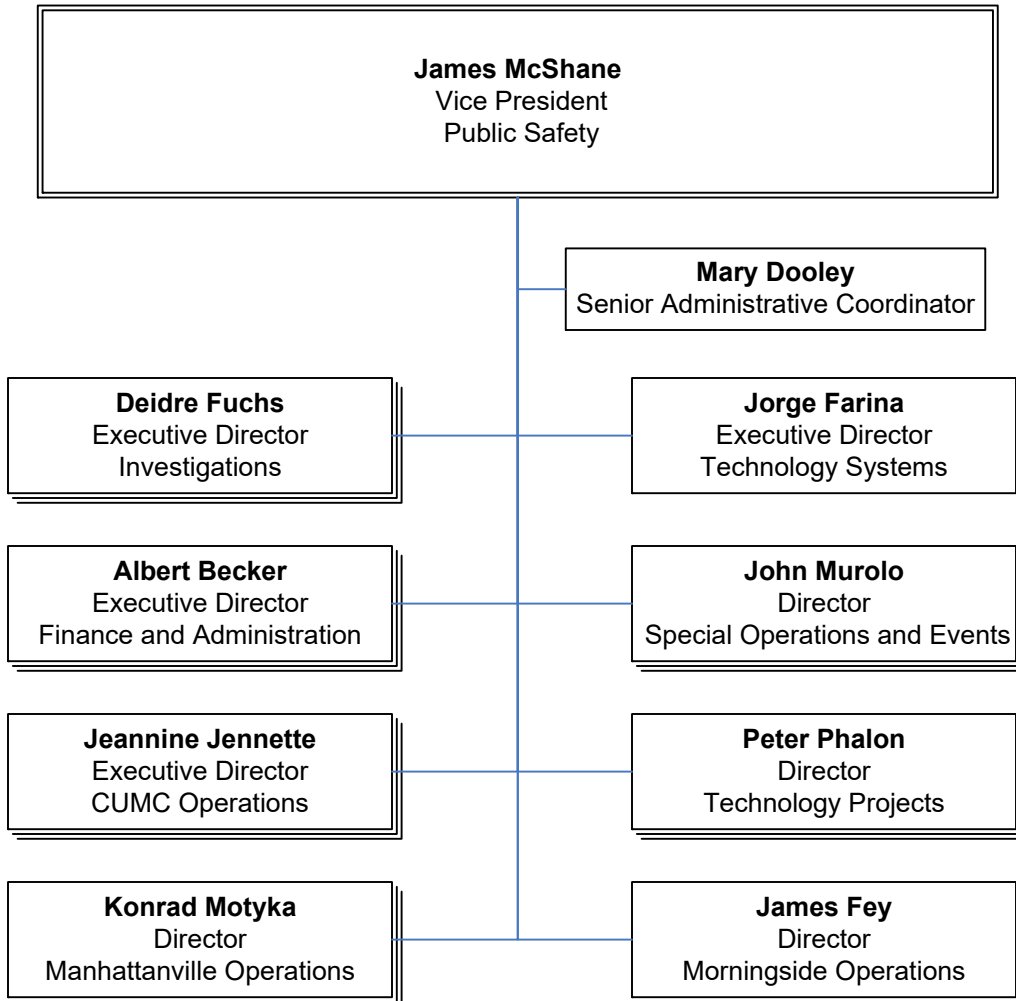 James McShane
Vice President
Public Safety
Mary Dooley
Senior Administrative Coordinator
Deidre Fuchs
Executive Director
Investigations
Jorge Farina
Executive Director
Technology Systems
Albert Becker
Executive Director
Finance and Administration
John Murolo
Director
Special Operations and Events
Jeannine Jennette
Executive Director
CUMC Operations
Peter Phalon
Director
Technology Projects
Konrad Motyka
Director
Manhattanville Operations
James Fey
Director
Morningside Operations